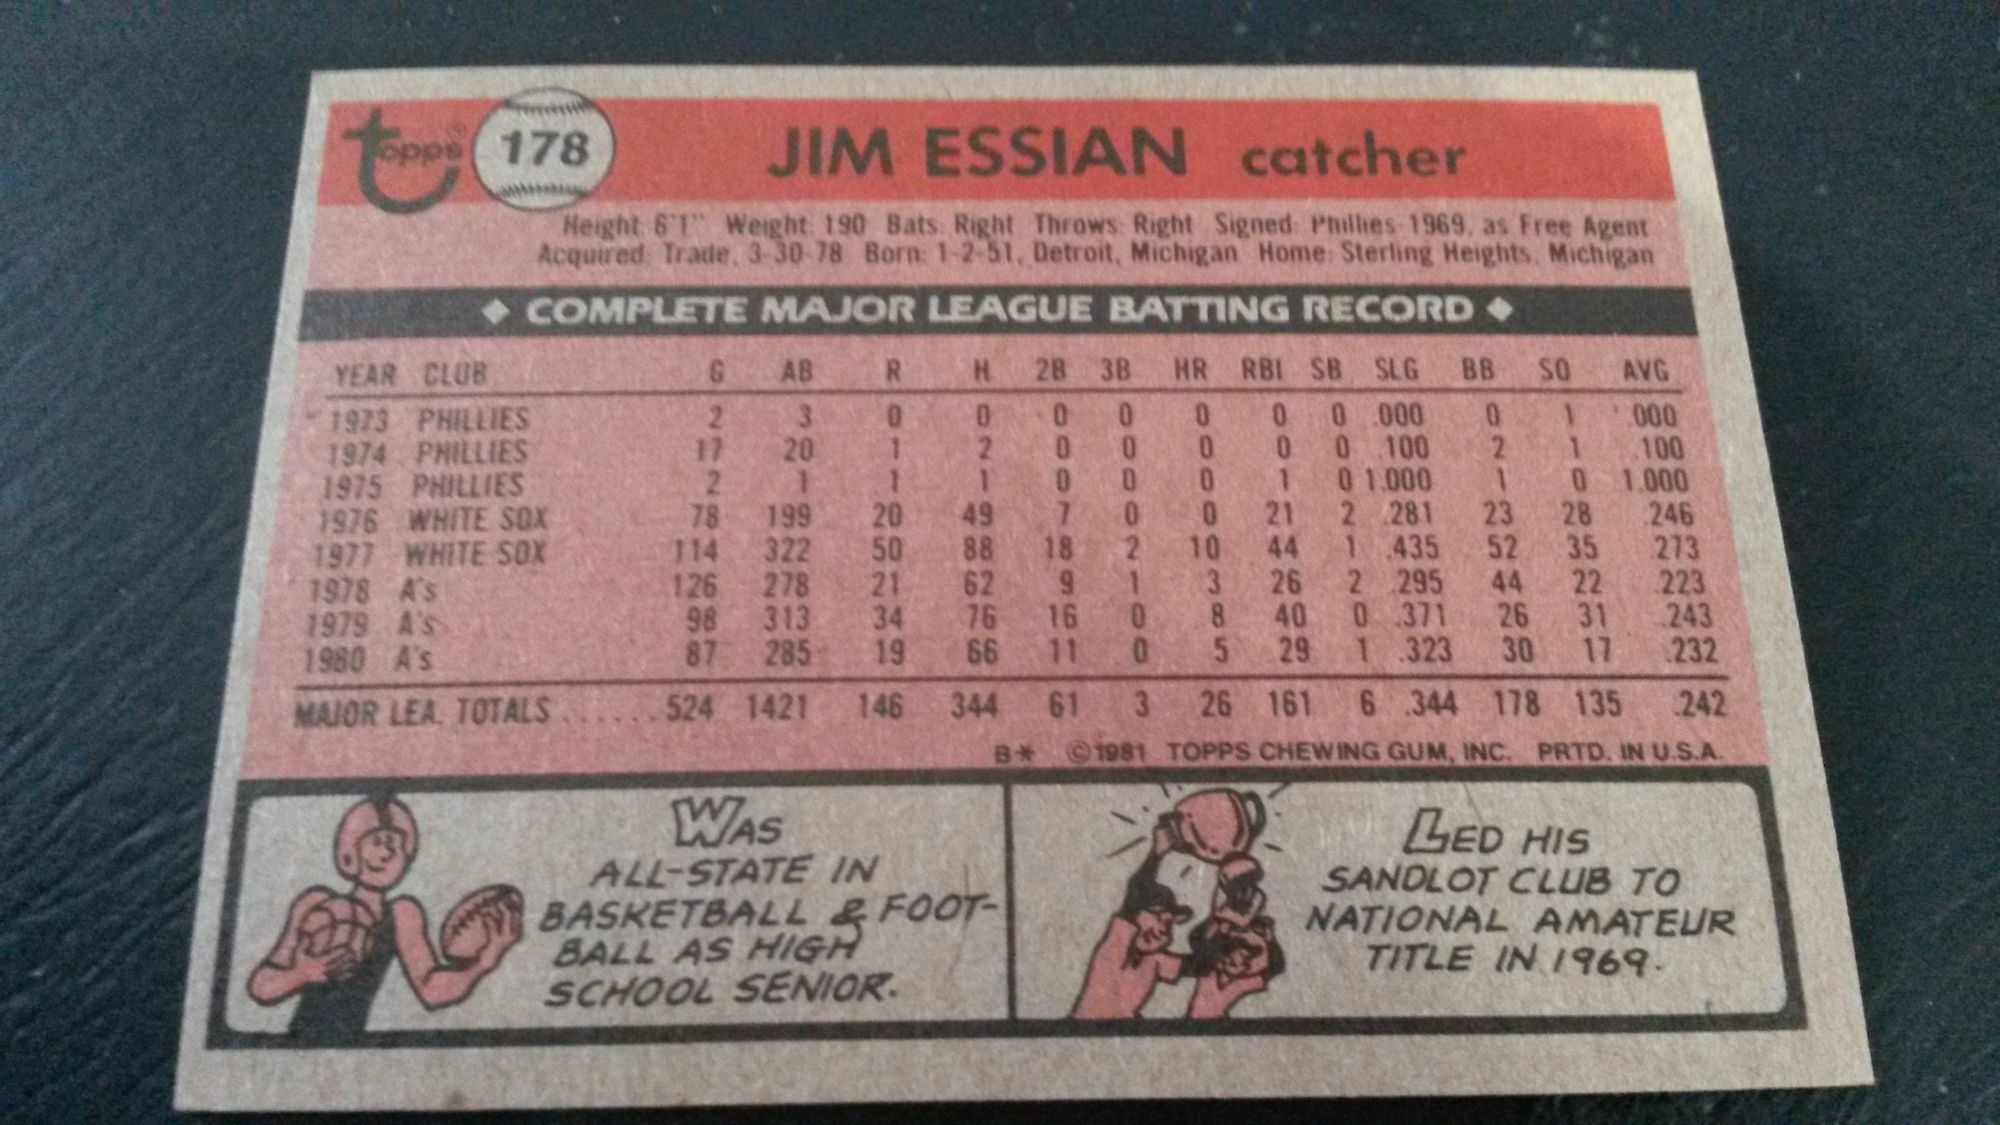 topps® 178 JIM ESSIAN catcher
Height: 6'1" Weight: 190 Bats: Right Throws: Right Signed: Phillies 1969, as Free Agent
Acquired: Trade, 3-30-78 Born: 1-2-51, Detroit, Michigan Home: Sterling Heights, Michigan
◆ COMPLETE MAJOR LEAGUE BATTING RECORD ◆
YEAR CLUB G AB R H 2B 3B HR RBI SB SLG BB SO AVG
1973 PHILLIES 2 3 0 0 0 0 0 0 0 .000 0 1 .000
1974 PHILLIES 17 20 1 2 0 0 0 0 0 .100 2 1 .100
1975 PHILLIES 2 1 1 1 0 0 0 1 0 1.000 1 0 1.000
1976 WHITE SOX 78 199 20 49 7 0 0 21 2 .281 23 28 .246
1977 WHITE SOX 114 322 50 88 18 2 10 44 1 .435 52 35 .273
1978 A's 126 278 21 62 9 1 3 26 2 .295 44 22 .223
1979 A's 98 313 34 76 16 0 8 40 0 .371 26 31 .243
1980 A's 87 285 19 66 11 0 5 29 1 .323 30 17 .232
MAJOR LEA. TOTALS ...... 524 1421 146 344 61 3 26 161 6 .344 178 135 .242
B* ©1981 TOPPS CHEWING GUM, INC. PRTD. IN U.S.A.
WAS
ALL-STATE IN
BASKETBALL & FOOT-
BALL AS HIGH
SCHOOL SENIOR.
LED HIS
SANDLOT CLUB TO
NATIONAL AMATEUR
TITLE IN 1969.